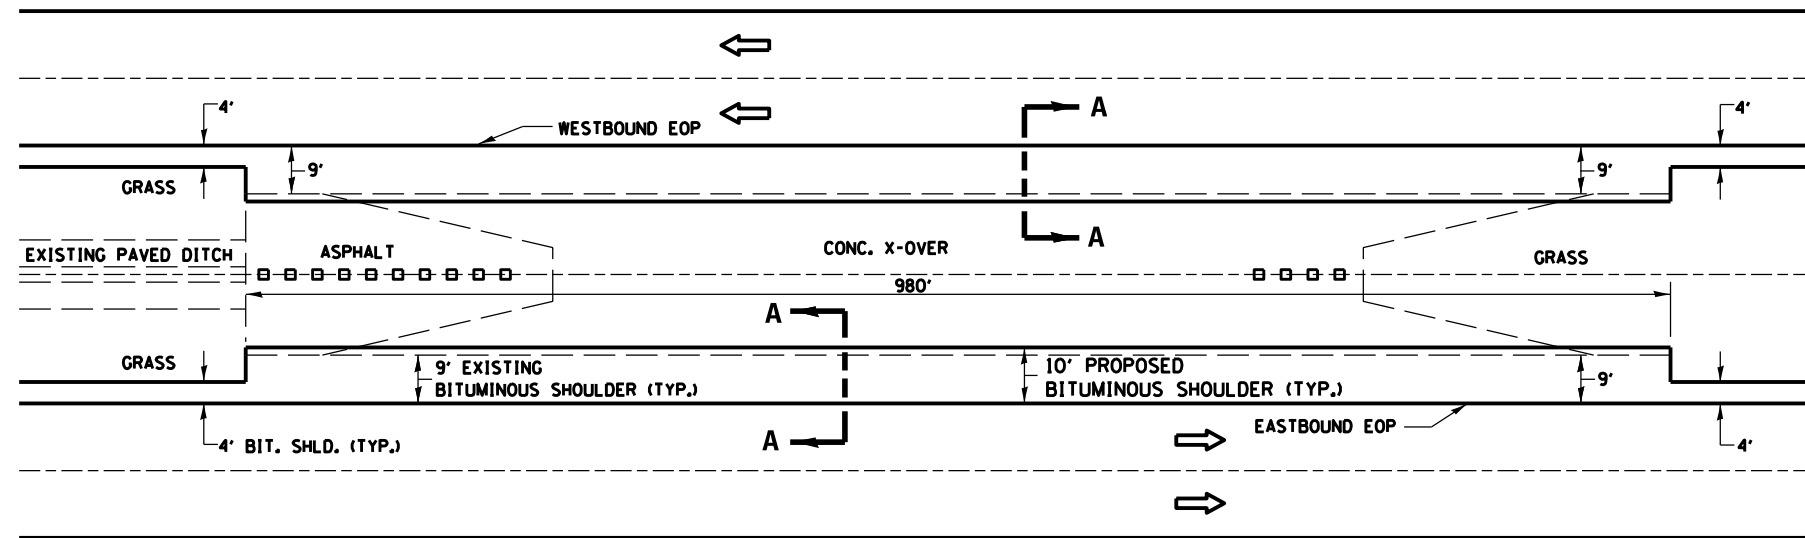 4'
A
4'
WESTBOUND EOP
9'
9'
GRASS
A
EXISTING PAVED DITCH
ASPHALT
CONC. X-OVER
GRASS
980'
A
GRASS
9' EXISTING
BITUMINOUS SHOULDER (TYP.)
10' PROPOSED
BITUMINOUS SHOULDER (TYP.)
9'
EASTBOUND EOP
A
4' BIT. SHLD. (TYP.)
4'